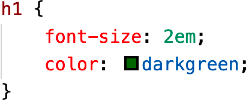 h1 {
    font-size: 2em;
    color: darkgreen;
}